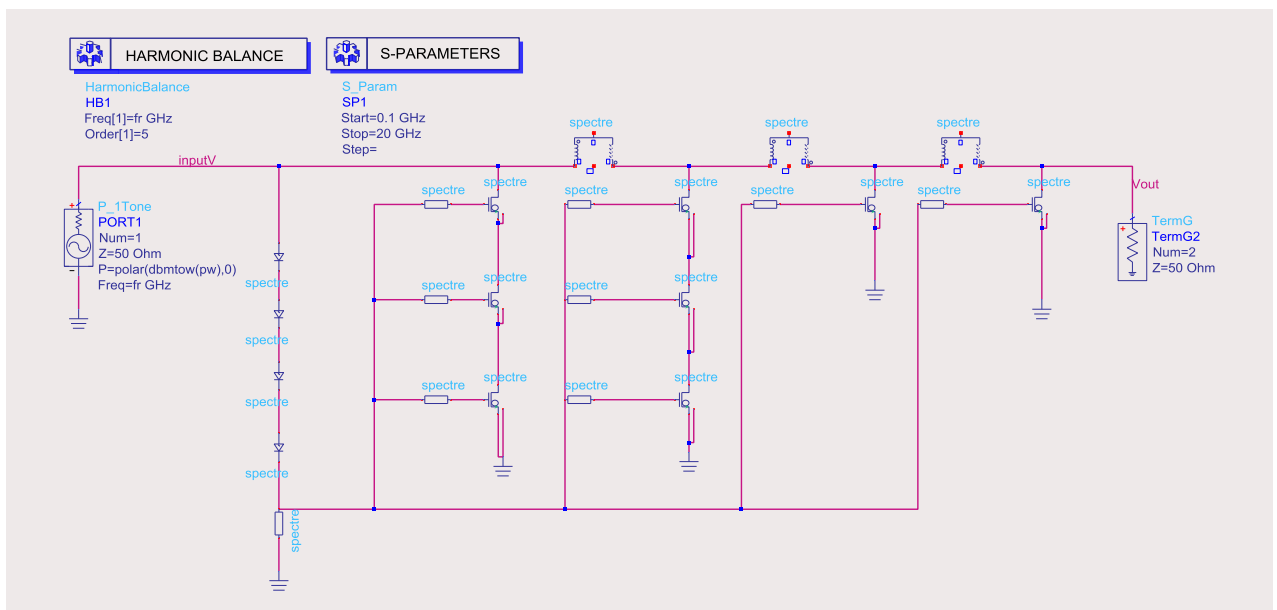 HARMONIC BALANCE
HarmonicBalance
HB1
Freq[1]=fr GHz
Order[1]=5
S-PARAMETERS
S_Param
SP1
Start=0.1 GHz
Stop=20 GHz
Step=
spectre
spectre
spectre
inputV
Vout
P_1Tone
PORT1
Num=1
Z=50 Ohm
P=polar(dbmtow(pw),0)
Freq=fr GHz
spectre
spectre
spectre
spectre
spectre
spectre
spectre
spectre
TermG
TermG2
Num=2
Z=50 Ohm
spectre
spectre
spectre
spectre
spectre
spectre
spectre
spectre
spectre
spectre
spectre
spectre
spectre